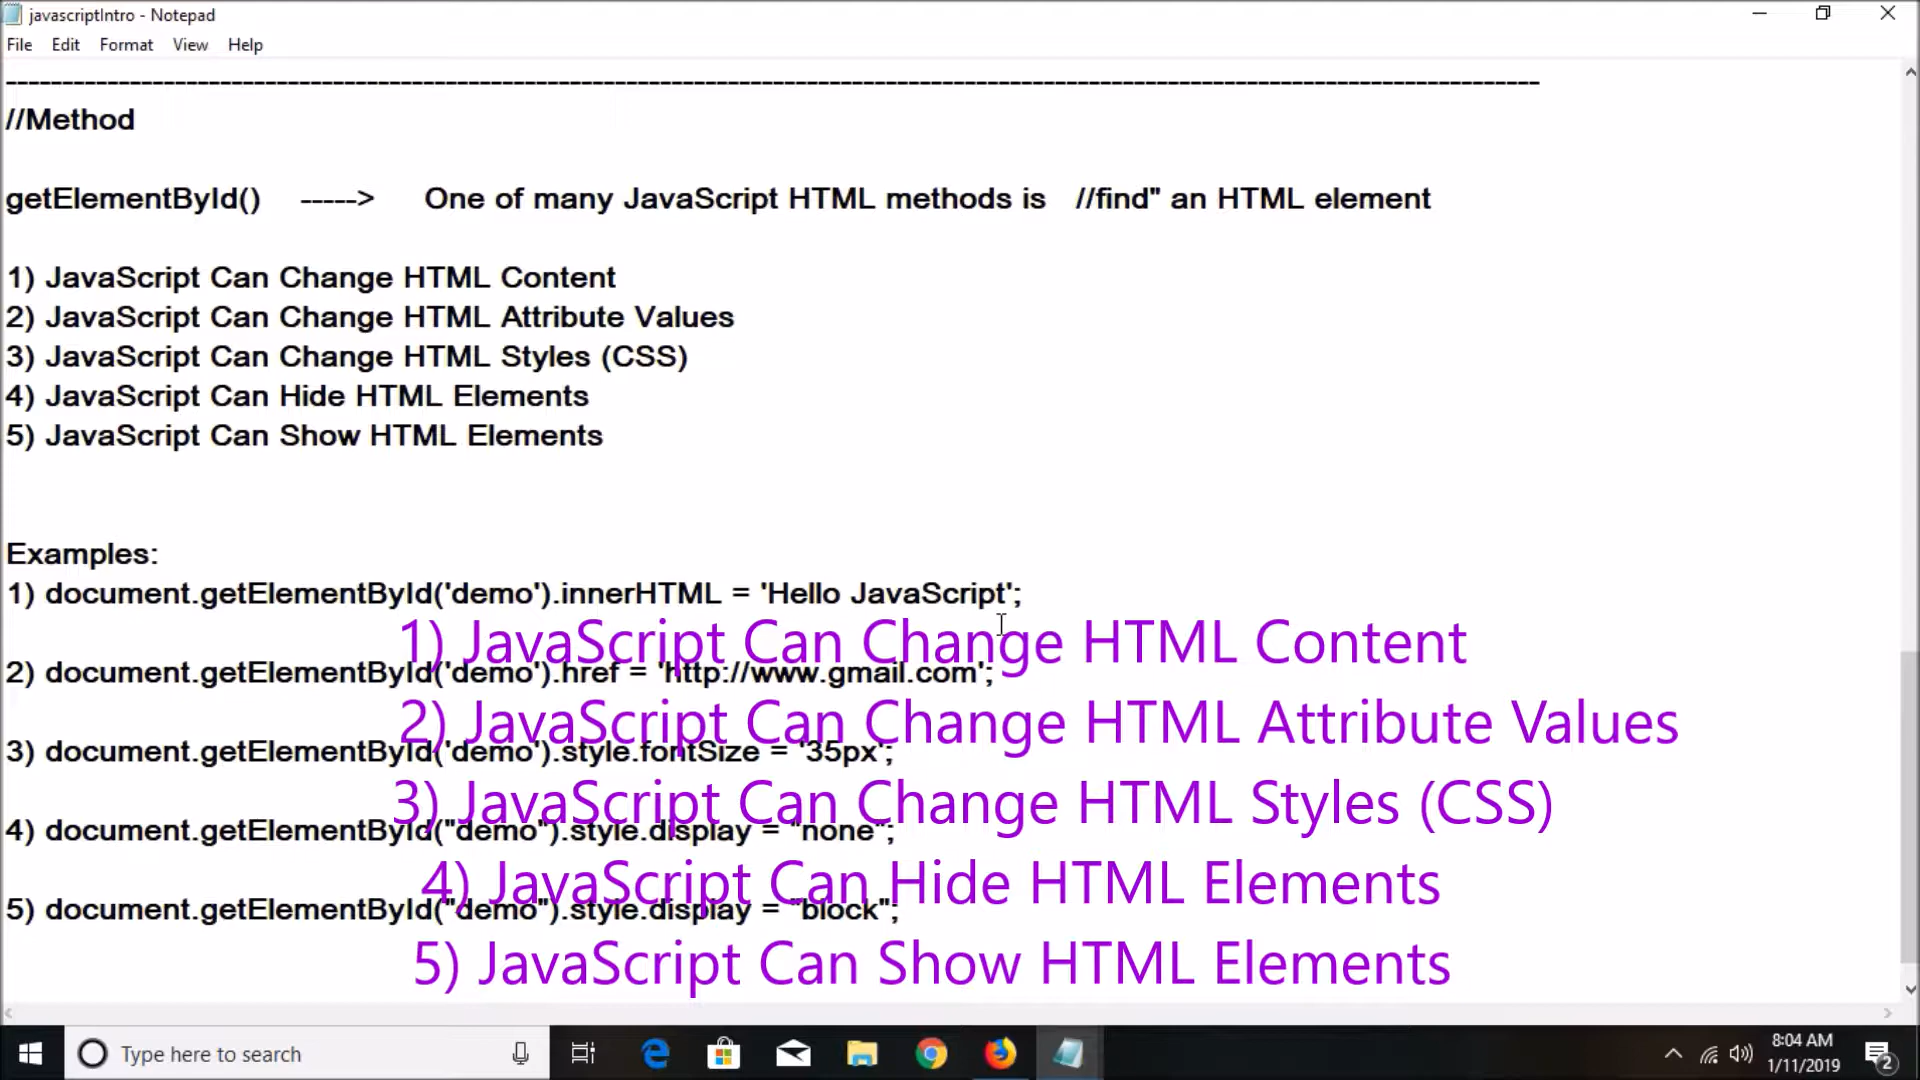 javascriptIntro - Notepad
File Edit Format View Help
--------------------------------------------------------------------------------------------------------------------------------------------
//Method
getElementById() -----> One of many JavaScript HTML methods is //find" an HTML element
1) JavaScript Can Change HTML Content
2) JavaScript Can Change HTML Attribute Values
3) JavaScript Can Change HTML Styles (CSS)
4) JavaScript Can Hide HTML Elements
5) JavaScript Can Show HTML Elements
Examples:
1) document.getElementById('demo').innerHTML = 'Hello JavaScript';
2) document.getElementById('demo').href = 'http://www.gmail.com';
3) document.getElementById('demo').style.fontSize = '35px';
4) document.getElementById("demo").style.display = "none";
5) document.getElementById("demo").style.display = "block";
1) JavaScript Can Change HTML Content
2) JavaScript Can Change HTML Attribute Values
3) JavaScript Can Change HTML Styles (CSS)
4) JavaScript Can Hide HTML Elements
5) JavaScript Can Show HTML Elements
Type here to search
8:04 AM
1/11/2019
2